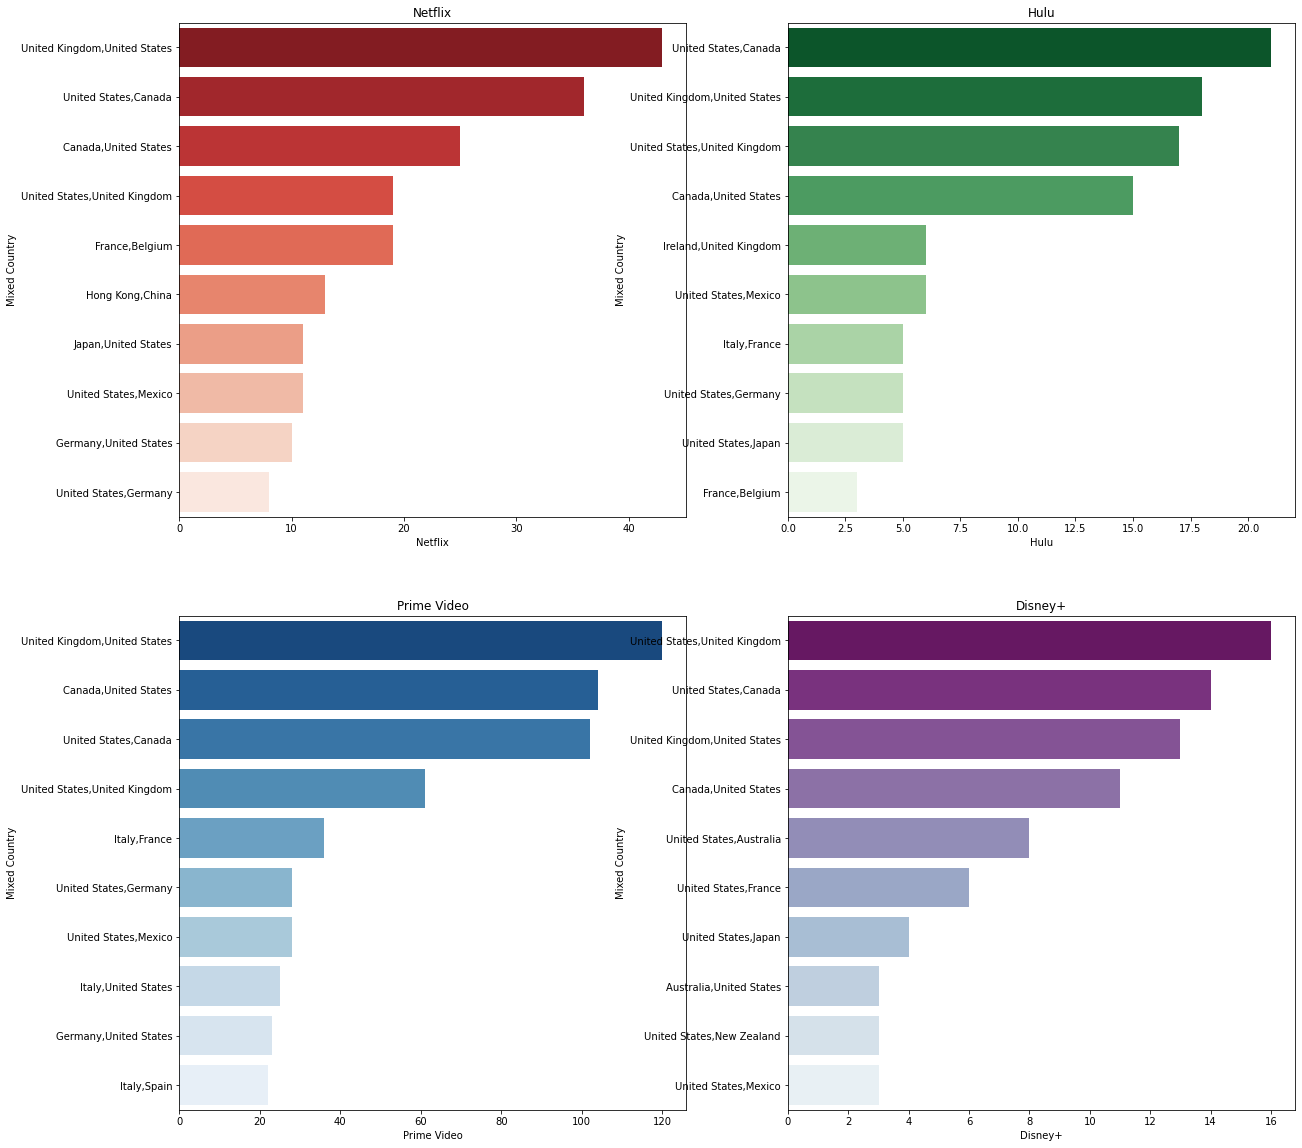 Netflix
Mixed Country
United Kingdom,United States
United States,Canada
Canada,United States
United States,United Kingdom
France,Belgium
Hong Kong,China
Japan,United States
United States,Mexico
Germany,United States
United States,Germany
0 10 20 30 40
Netflix
Hulu
Mixed Country
United States,Canada
United Kingdom,United States
United States,United Kingdom
Canada,United States
Ireland,United Kingdom
United States,Mexico
Italy,France
United States,Germany
United States,Japan
France,Belgium
0.0 2.5 5.0 7.5 10.0 12.5 15.0 17.5 20.0
Hulu
Prime Video
Mixed Country
United Kingdom,United States
Canada,United States
United States,Canada
United States,United Kingdom
Italy,France
United States,Germany
United States,Mexico
Italy,United States
Germany,United States
Italy,Spain
0 20 40 60 80 100 120
Prime Video
Disney+
Mixed Country
United States,United Kingdom
United States,Canada
United Kingdom,United States
Canada,United States
United States,Australia
United States,France
United States,Japan
Australia,United States
United States,New Zealand
United States,Mexico
0 2 4 6 8 10 12 14 16
Disney+